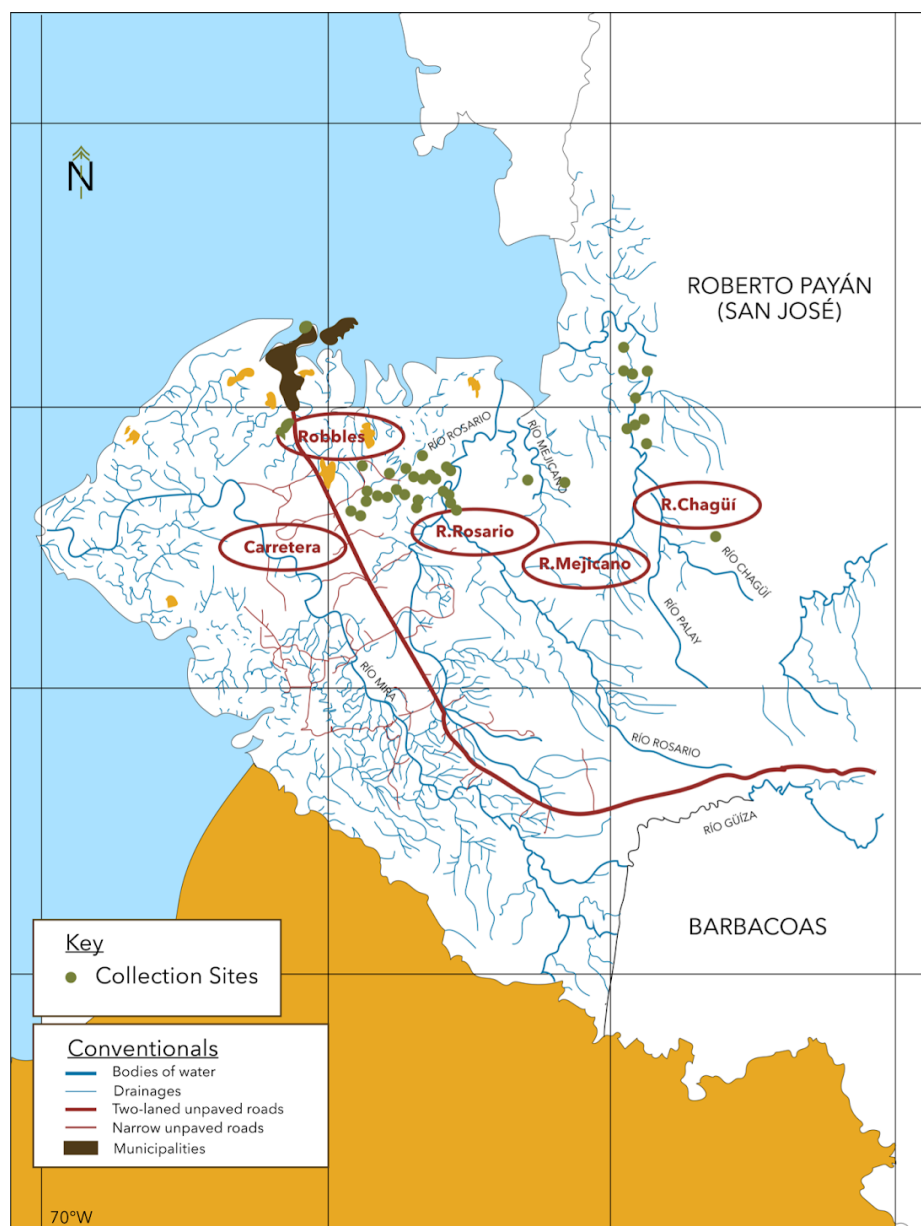 N
ROBERTO PAYÁN
(SAN JOSÉ)
Robbles
RÍO ROSARIO
RÍO MEJICANO
R.Chagüí
R.Rosario
Carretera
R.Mejicano
RÍO CHAGÜÍ
RÍO PALAY
RÍO MIRÁ
RÍO ROSARIO
RÍO GÜÍZA
BARBACOAS
Key
Collection Sites
Conventionals
Bodies of water
Drainages
Two-laned unpaved roads
Narrow unpaved roads
Municipalities
70°W